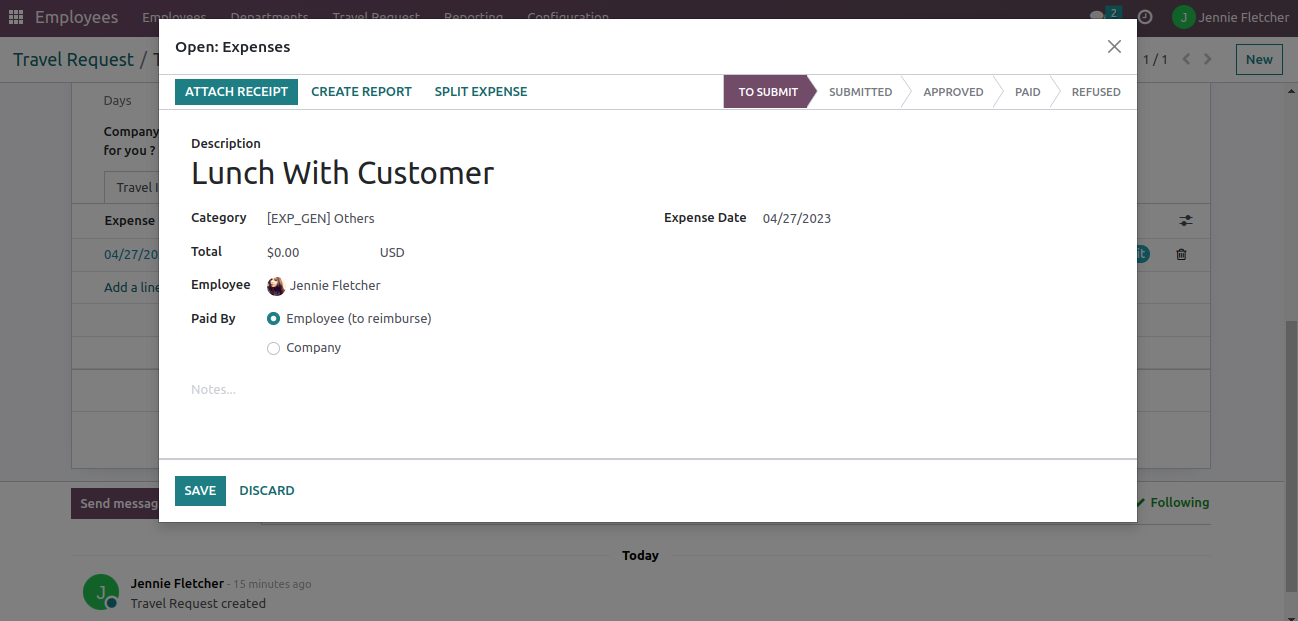 Employees Employees Departments Travel Request Reporting Configuration 2 J Jennie Fletcher
Open: Expenses
Travel Request / T 1 / 1 New
ATTACH RECEIPT CREATE REPORT SPLIT EXPENSE TO SUBMIT SUBMITTED APPROVED PAID REFUSED
Days
Company
for you ?
Description
Lunch With Customer
Travel I
Category [EXP_GEN] Others Expense Date 04/27/2023
Expense
Total $0.00 USD
04/27/20 it
Employee Jennie Fletcher
Add a line
Paid By Employee (to reimburse)
Company
Notes...
SAVE DISCARD
Send messag Following
Today
J Jennie Fletcher - 15 minutes ago
Travel Request created